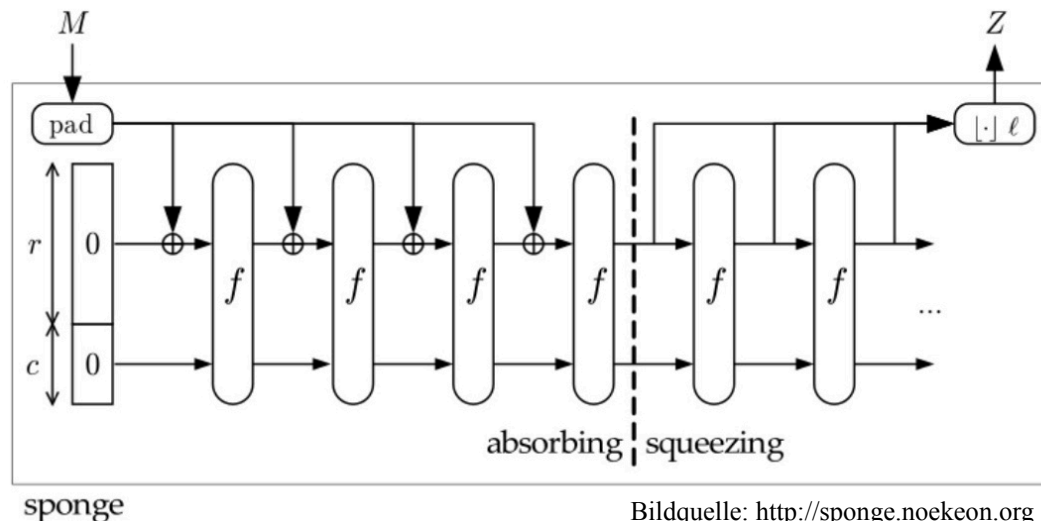 M Z
pad ⌊·⌋ ℓ
r 0 ⊕ ⊕ ⊕ ⊕
f f f f f f
...
c 0
absorbing squeezing
sponge
Bildquelle: http://sponge.noekeon.org